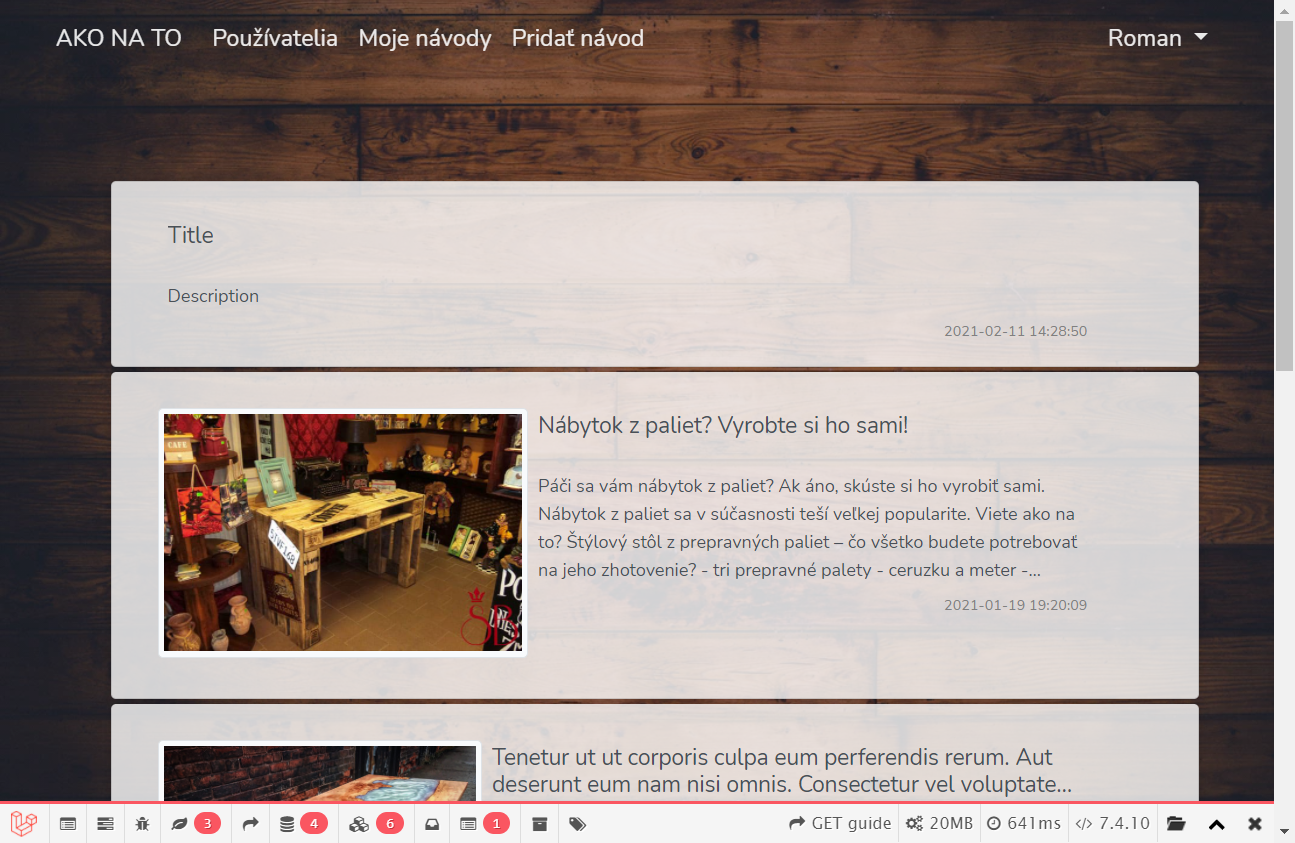 AKO NA TO Používatelia Moje návody Pridať návod Roman
Title
Description
2021-02-11 14:28:50
Nábytok z paliet? Vyrobte si ho sami!
Páči sa vám nábytok z paliet? Ak áno, skúste si ho vyrobiť sami.
Nábytok z paliet sa v súčasnosti teší veľkej popularite. Viete ako na
to? Štýlový stôl z prepravných paliet – čo všetko budete potrebovať
na jeho zhotovenie? - tri prepravné palety - ceruzku a meter -...
2021-01-19 19:20:09
CAFE
STVF168
SB
Tenetur ut ut corporis culpa eum perferendis rerum. Aut
deserunt eum nam nisi omnis. Consectetur vel voluptate...
3 4 6 1 GET guide 20MB 641ms 7.4.10